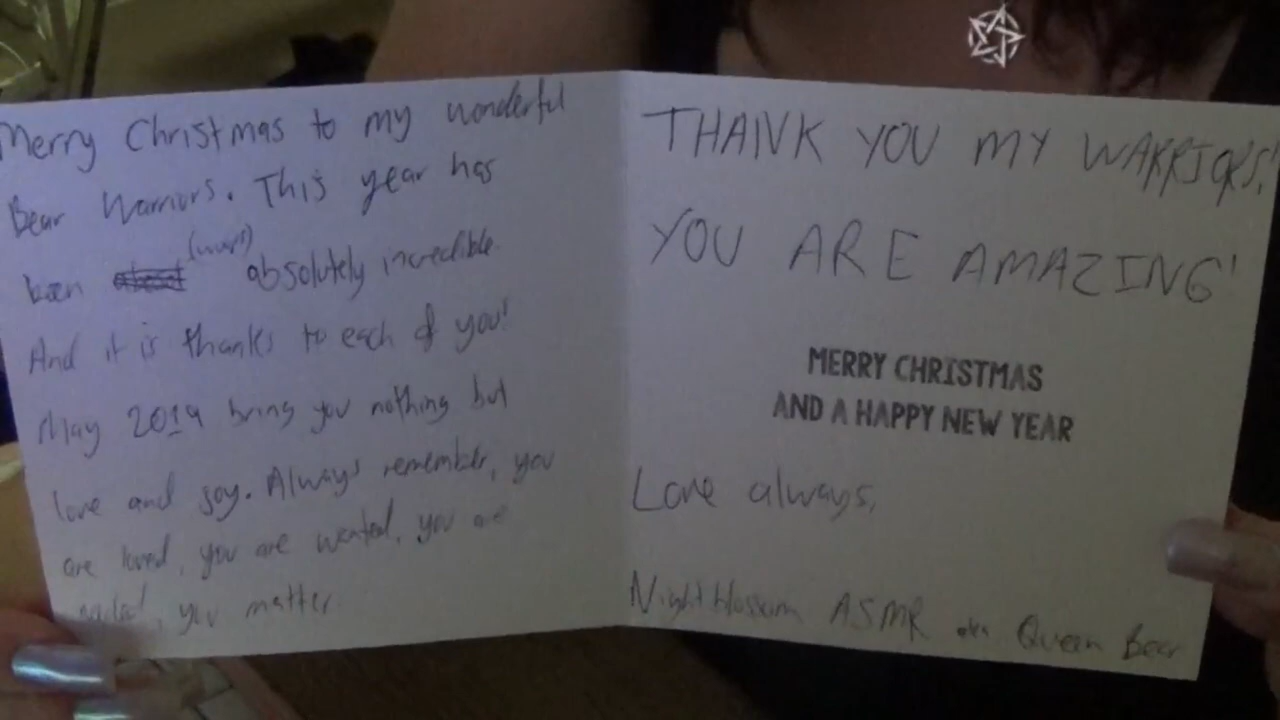 Merry Christmas to my wonderful
Bear Warriors. This year has
been absolutely incredible.
And it is thanks to each of you!
May 2019 bring you nothing but
love and joy. Always remember, you
are loved, you are wanted, you are
needed, you matter
THANK YOU MY WARRIORS!
YOU ARE AMAZING!
MERRY CHRISTMAS
AND A HAPPY NEW YEAR
Love always,
Nightblossom ASMR aka Queen Bear